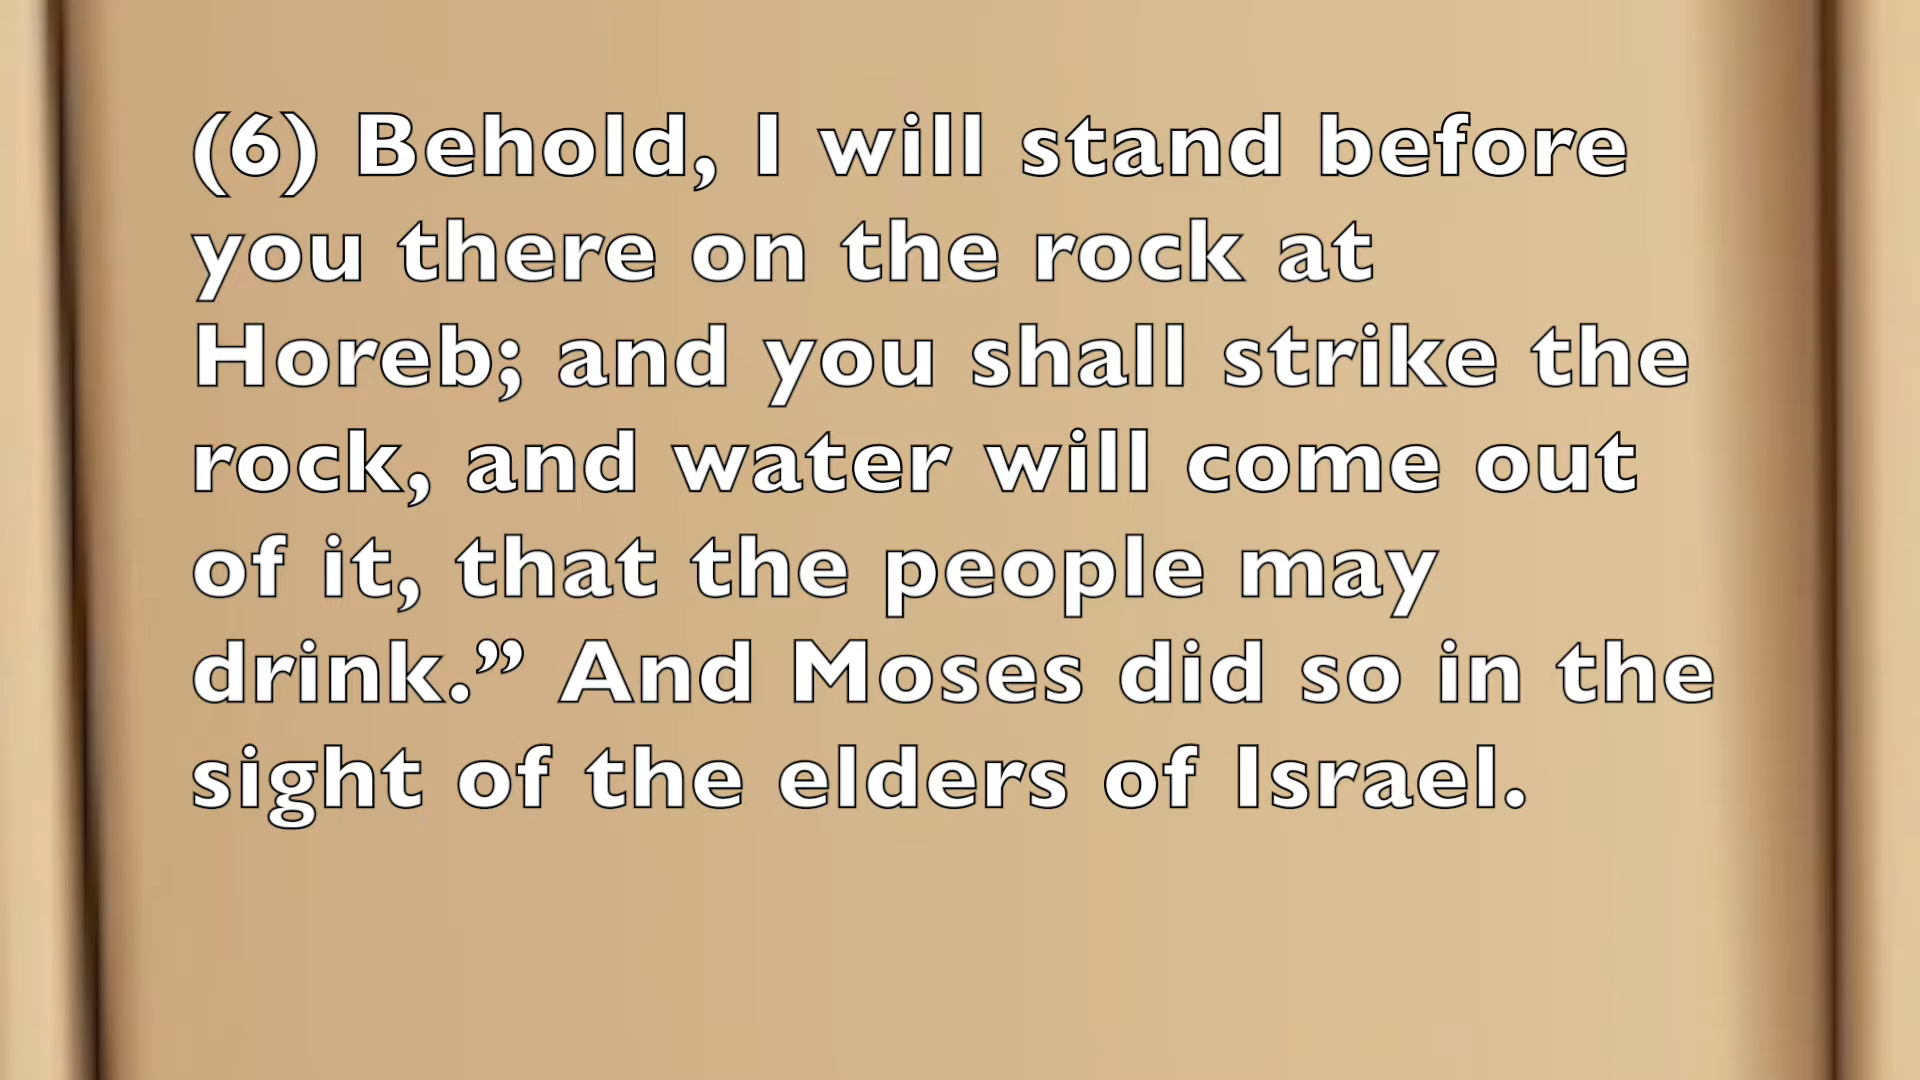 (6) Behold, I will stand before
you there on the rock at
Horeb; and you shall strike the
rock, and water will come out
of it, that the people may
drink.” And Moses did so in the
sight of the elders of Israel.